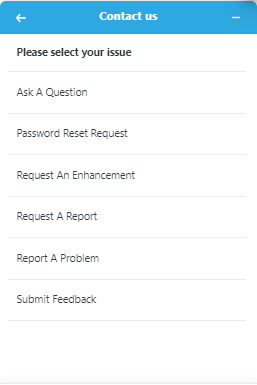 Contact us
Please select your issue
Ask A Question
Password Reset Request
Request An Enhancement
Request A Report
Report A Problem
Submit Feedback